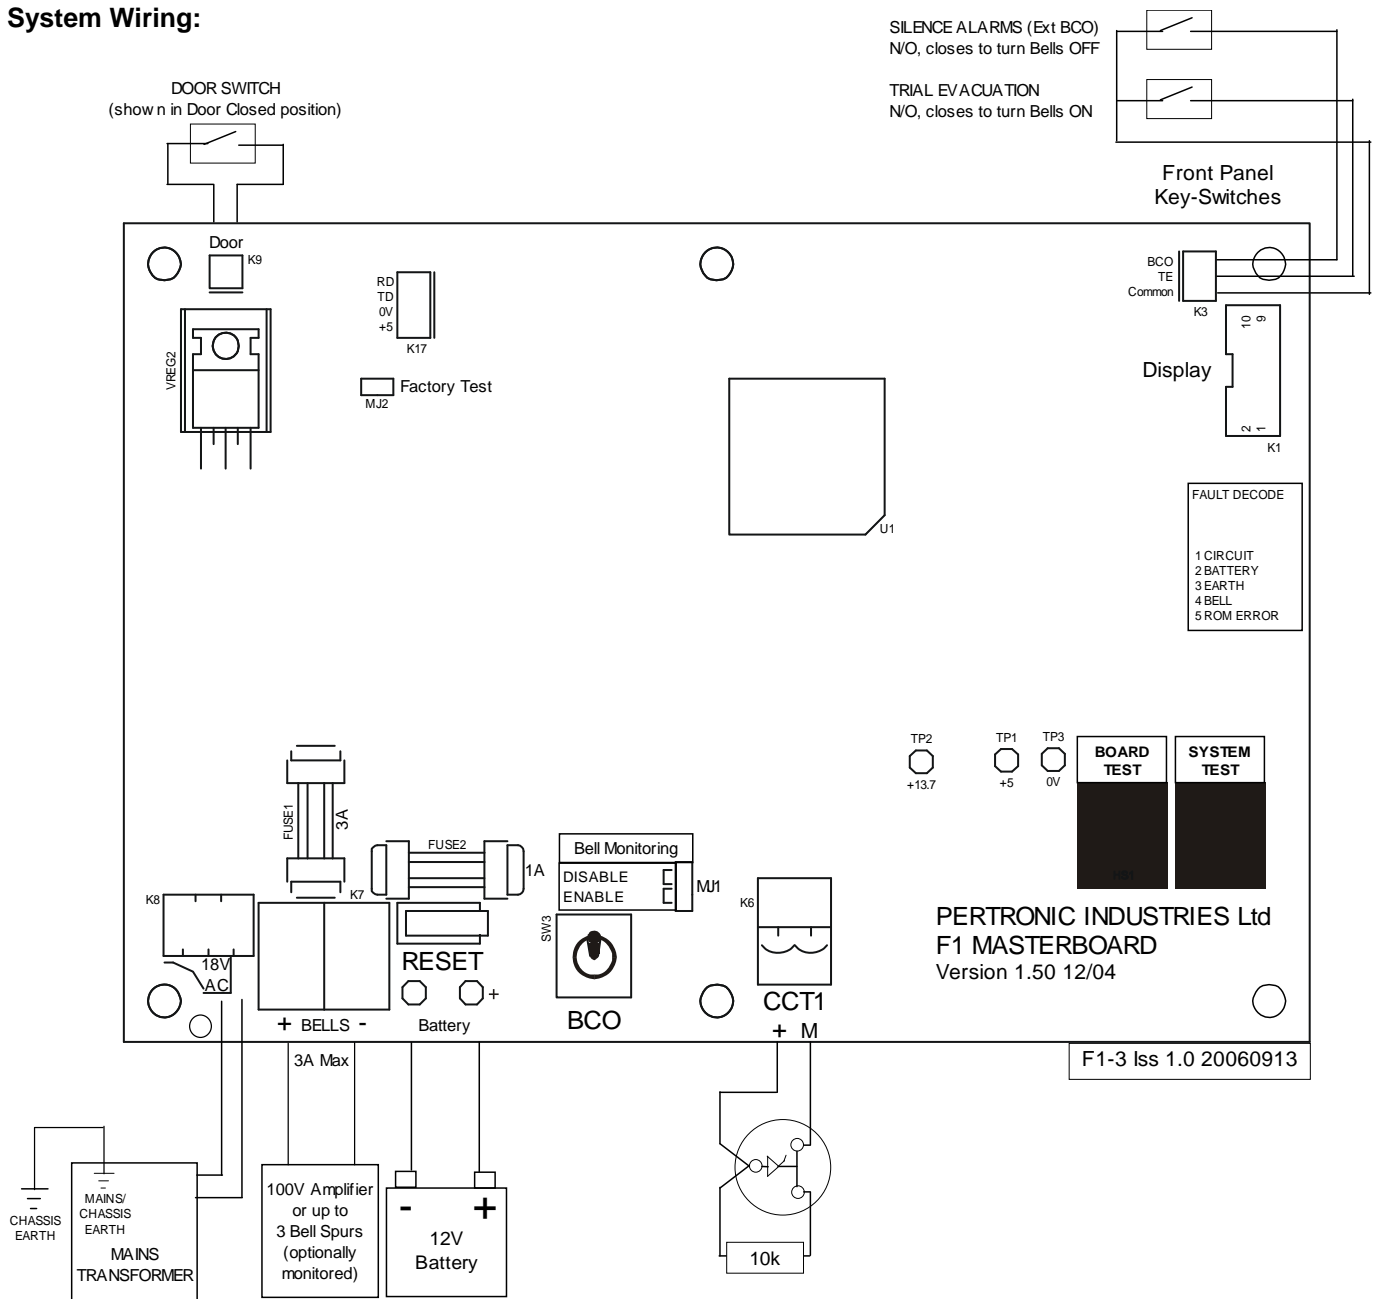 System Wiring:
SILENCE ALARMS (Ext BCO)
N/O, closes to turn Bells OFF
DOOR SWITCH
(shown in Door Closed position)
TRIAL EVACUATION
N/O, closes to turn Bells ON
Front Panel
Key-Switches
Door
K9
RD
TD
0V
+5
K17
BCO
TE
Common
K3
VREG2
MJ2
Factory Test
10 9
Display
2 1
K1
FAULT DECODE
1 CIRCUIT
2 BATTERY
3 EARTH
4 BELL
5 ROM ERROR
U1
TP2
+13.7
TP1
+5
TP3
0V
BOARD
TEST
SYSTEM
TEST
FUSE1
3A
FUSE2
1A
Bell Monitoring
DISABLE
ENABLE
MJ1
K8
K7
SW3
K6
18V
AC
RESET
+
+ BELLS -
Battery
BCO
CCT1
+ M
PERTRONIC INDUSTRIES Ltd
F1 MASTERBOARD
Version 1.50 12/04
3A Max
F1-3 Iss 1.0 20060913
CHASSIS
EARTH
MAINS/
CHASSIS
EARTH
MAINS
TRANSFORMER
100V Amplifier
or up to
3 Bell Spurs
(optionally
monitored)
- +
12V
Battery
10k